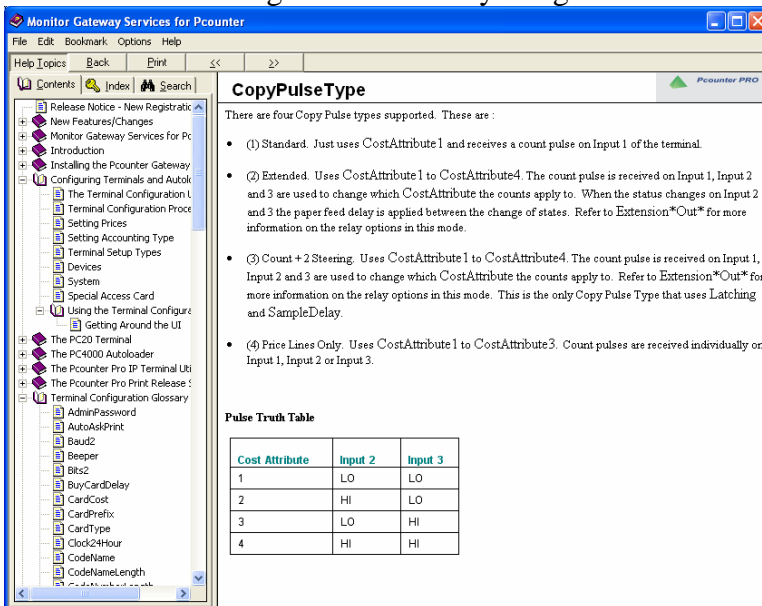 Monitor Gateway Services for Pcounter
File Edit Bookmark Options Help
Help Topics Back Print << >>
Contents Index Search
Release Notice - New Registratic
New Features/Changes
Monitor Gateway Services for Pc
Introduction
Installing the Pcounter Gateway
Configuring Terminals and Autolo
The Terminal Configuration U
Terminal Configuration Proce
Setting Prices
Setting Accounting Type
Terminal Setup Types
Devices
System
Special Access Card
Using the Terminal Configura
Getting Around the UI
The PC20 Terminal
The PC4000 Autoloader
The Pcounter Pro IP Terminal Uti
The Pcounter Pro Print Release S
Terminal Configuration Glossary
AdminPassword
AutoAskPrint
Baud2
Beeper
Bits2
BuyCardDelay
CardCost
CardPrefix
CardType
Clock24Hour
CodeName
CodeNameLength
CopyPulseType
Pcounter PRO
There are four Copy Pulse types supported. These are :
• (1) Standard. Just uses CostAttribute1 and receives a count pulse on Input 1 of the terminal.
• (2) Extended. Uses CostAttribute1 to CostAttribute4. The count pulse is received on Input 1, Input 2
and 3 are used to change which CostAttribute the counts apply to. When the status changes on Input 2
and 3 the paper feed delay is applied between the change of states. Refer to Extension*Out* for more
information on the relay options in this mode.
• (3) Count + 2 Steering. Uses CostAttribute1 to CostAttribute4. The count pulse is received on Input 1,
Input 2 and 3 are used to change which CostAttribute the counts apply to. Refer to Extension*Out* for
more information on the relay options in this mode. This is the only Copy Pulse Type that uses Latching
and SampleDelay.
• (4) Price Lines Only. Uses CostAttribute1 to CostAttribute3. Count pulses are received individually on
Input 1, Input 2 or Input 3.
Pulse Truth Table
Cost Attribute Input 2 Input 3
1 LO LO
2 HI LO
3 LO HI
4 HI HI